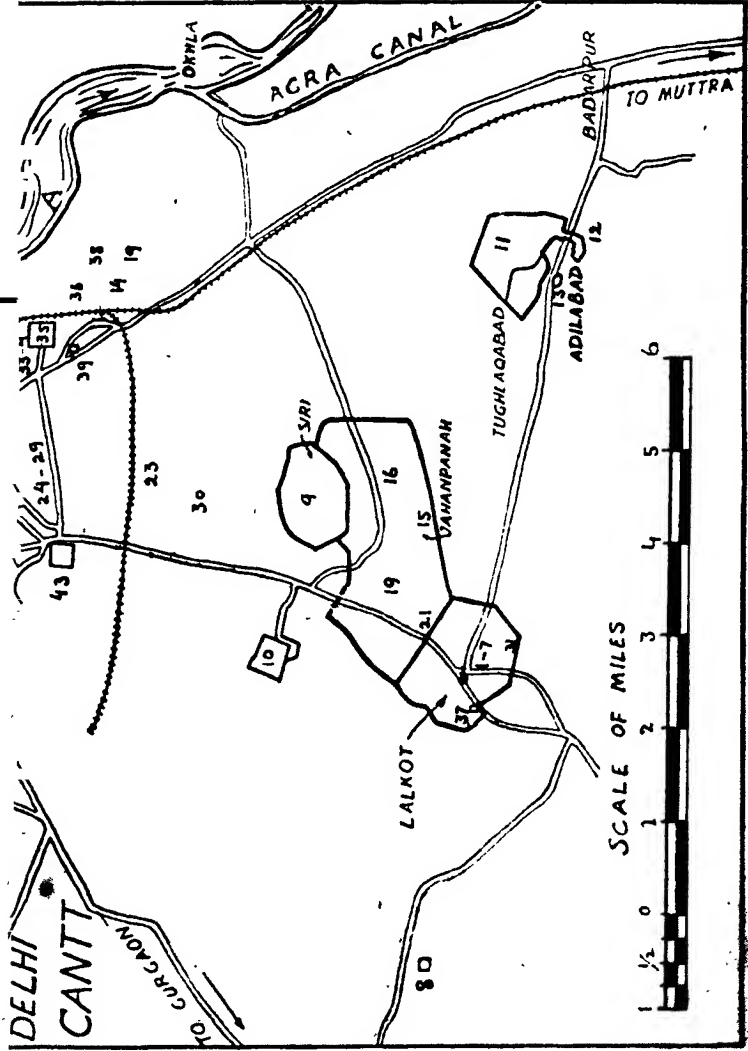 DELHI
CANTT
TO GURGAON
43
24-29
33-
35
39
36
14
38
19
OKHLA
AGRA CANAL
23
30
10
9
SIRI
19
16
15
JAHANPANAH
21
LALKOT
37
1-7
8
TUGHLAQABAD
11
13
ADILABAD
12
BADARPUR
TO MUTTRA
SCALE OF MILES
1 ½ 0 1 2 3 4 5 6